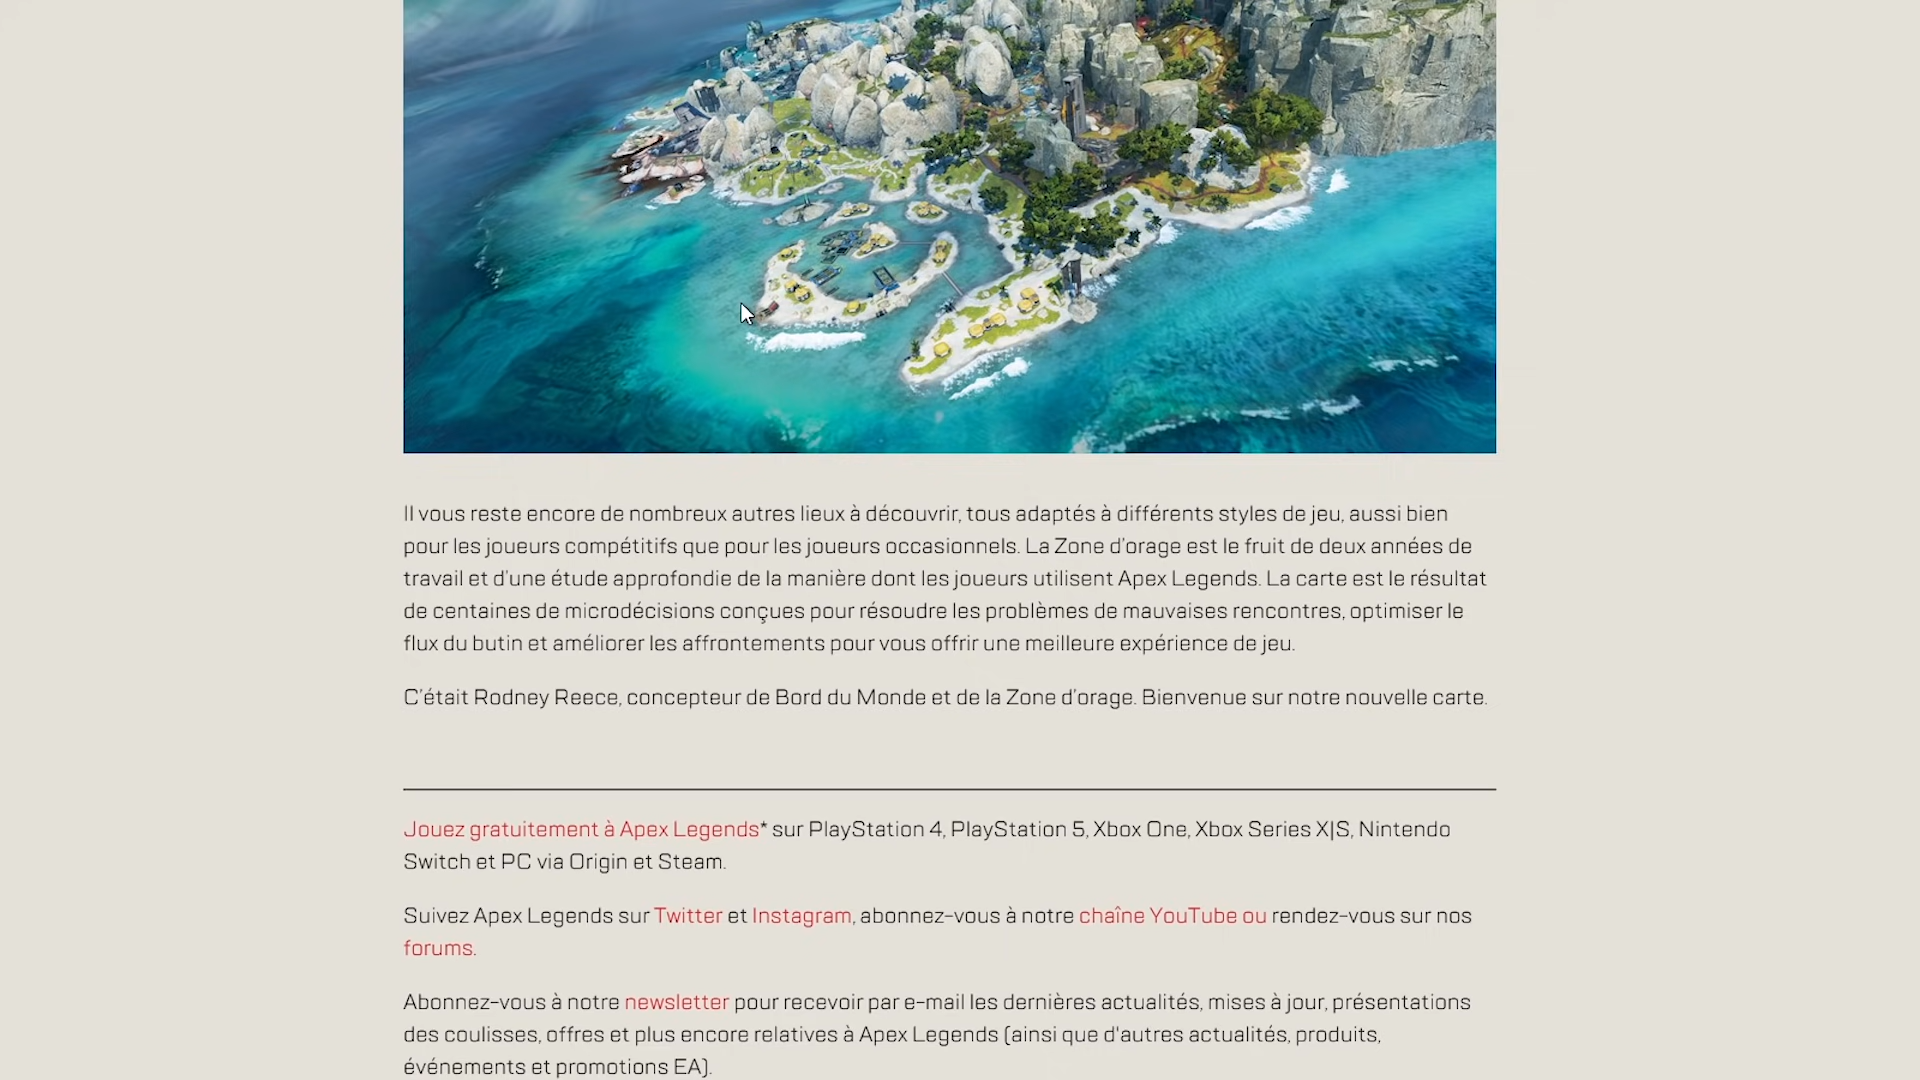 Il vous reste encore de nombreux autres lieux à découvrir, tous adaptés à différents styles de jeu, aussi bien
pour les joueurs compétitifs que pour les joueurs occasionnels. La Zone d'orage est le fruit de deux années de
travail et d'une étude approfondie de la manière dont les joueurs utilisent Apex Legends. La carte est le résultat
de centaines de microdécisions conçues pour résoudre les problèmes de mauvaises rencontres, optimiser le
flux du butin et améliorer les affrontements pour vous offrir une meilleure expérience de jeu.
C'était Rodney Reece, concepteur de Bord du Monde et de la Zone d'orage. Bienvenue sur notre nouvelle carte.
Jouez gratuitement à Apex Legends* sur PlayStation 4, PlayStation 5, Xbox One, Xbox Series X|S, Nintendo
Switch et PC via Origin et Steam.
Suivez Apex Legends sur Twitter et Instagram, abonnez-vous à notre chaîne YouTube ou rendez-vous sur nos
forums.
Abonnez-vous à notre newsletter pour recevoir par e-mail les dernières actualités, mises à jour, présentations
des coulisses, offres et plus encore relatives à Apex Legends (ainsi que d'autres actualités, produits,
événements et promotions EA).